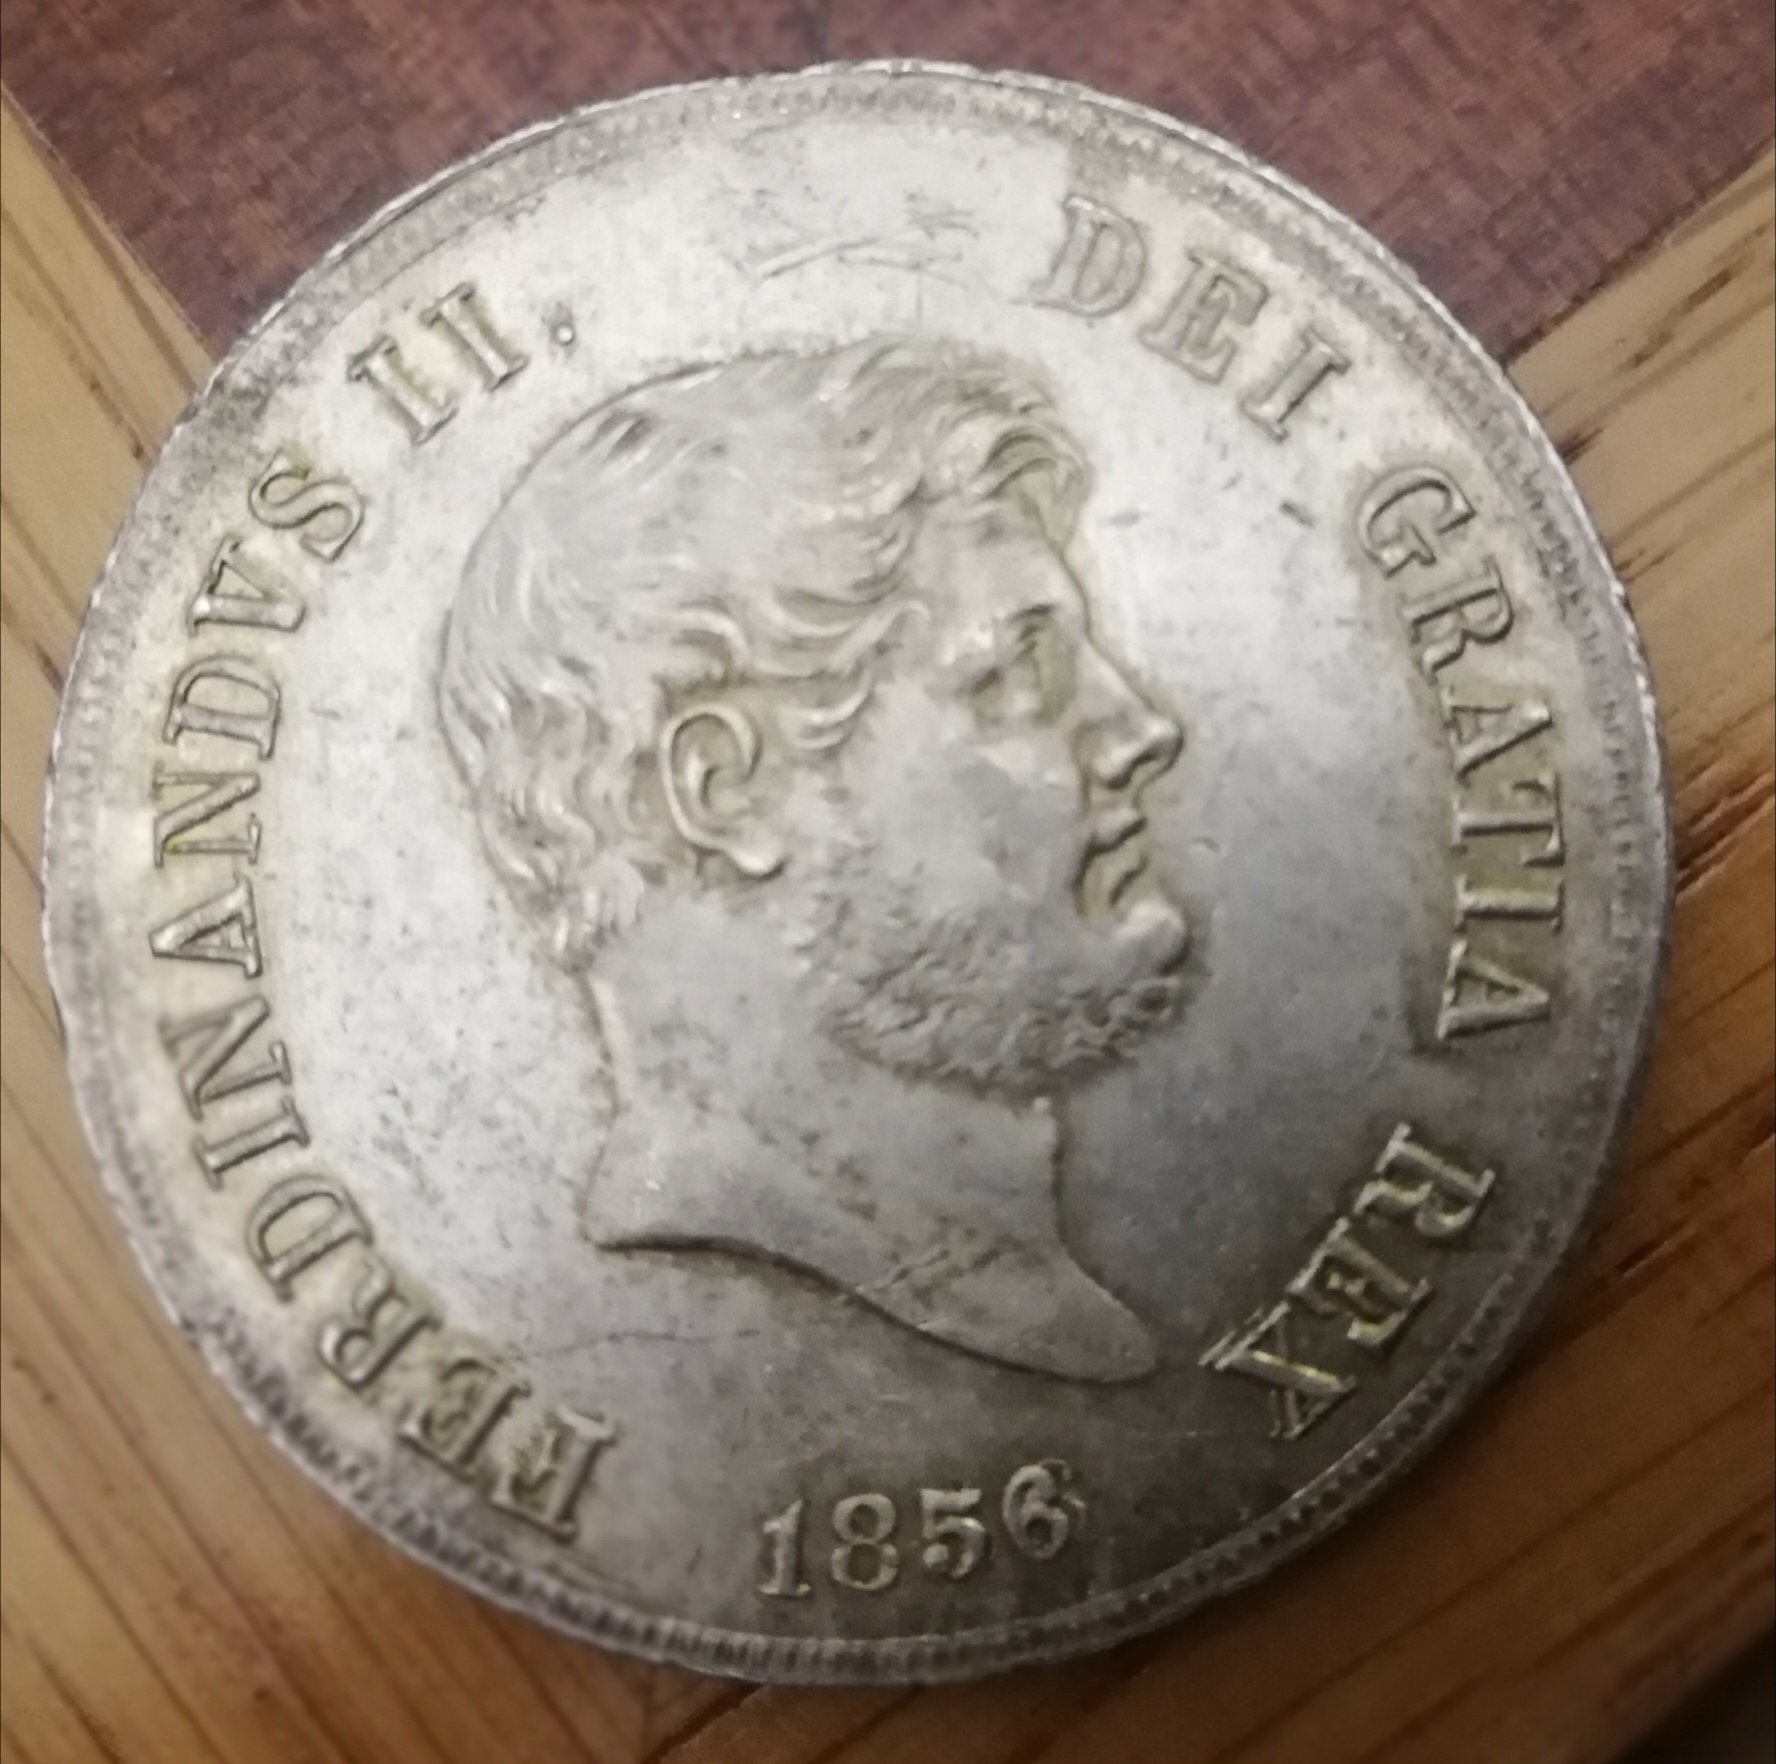 FERDINANDVS II. DEI GRATIA REX
1856